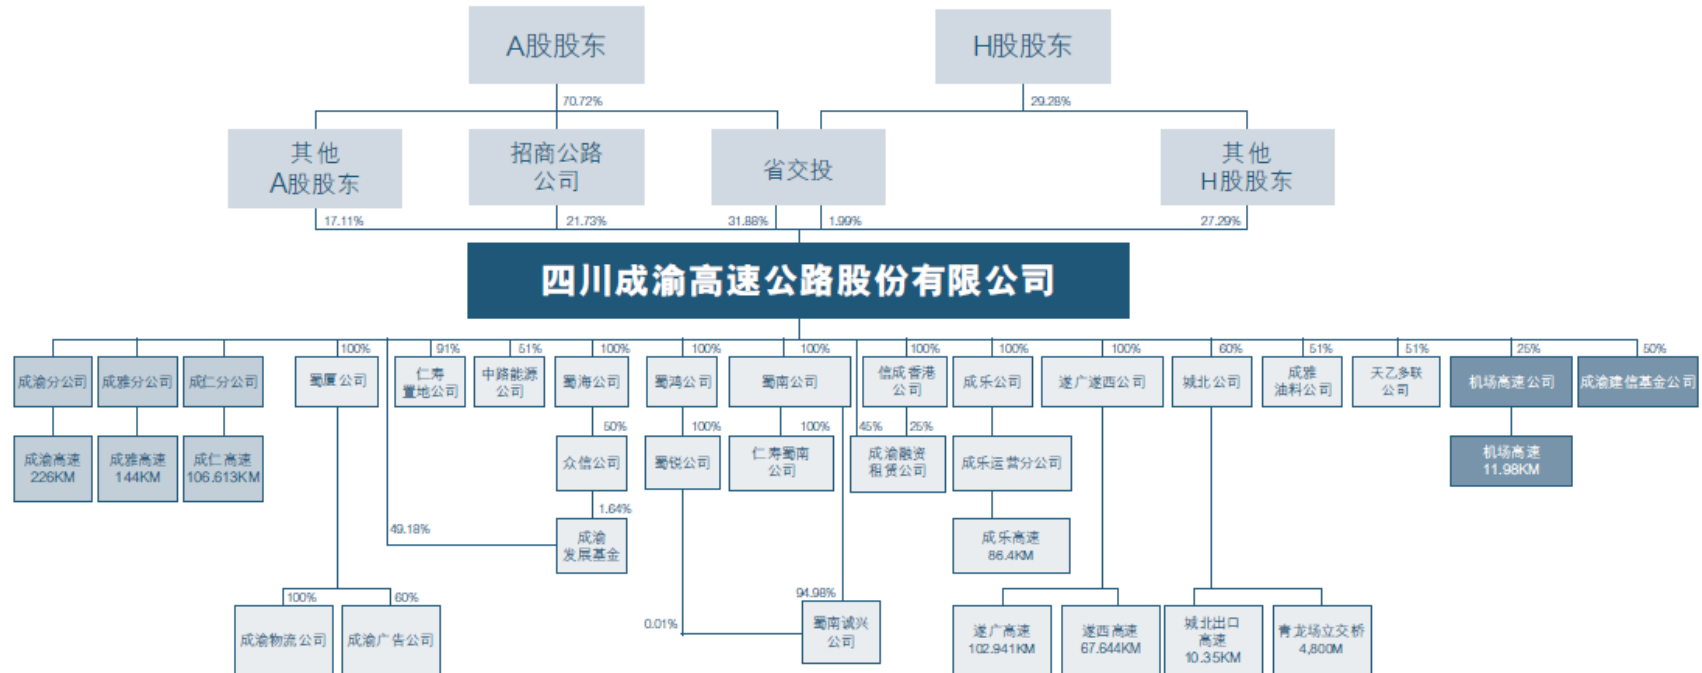 A股股东
H股股东
70.72%
29.28%
其他
A股股东
招商公路
公司
省交投
其他
H股股东
17.11%
21.73%
31.88%
1.99%
27.29%
四川成渝高速公路股份有限公司
100%
91%
51%
100%
100%
100%
100%
100%
100%
60%
51%
51%
25%
50%
成渝分公司
成雅分公司
成仁分公司
蜀厦公司
仁寿
置地公司
中路能源
公司
蜀海公司
蜀鸿公司
蜀南公司
信成香港
公司
成乐公司
遂广遂西公司
城北公司
成雅
油料公司
天乙多联
公司
机场高速公司
成渝建信基金公司
50%
100%
100%
45%
25%
成渝高速
226KM
成雅高速
144KM
成仁高速
106.613KM
众信公司
蜀锐公司
仁寿蜀南
公司
成渝融资
租赁公司
成乐运营分公司
机场高速
11.98KM
49.18%
1.64%
成渝
发展基金
成乐高速
86.4KM
100%
60%
0.01%
94.98%
成渝物流公司
成渝广告公司
蜀南诚兴
公司
遂广高速
102.941KM
遂西高速
67.644KM
城北出口
高速
10.35KM
青龙场立交桥
4,800M